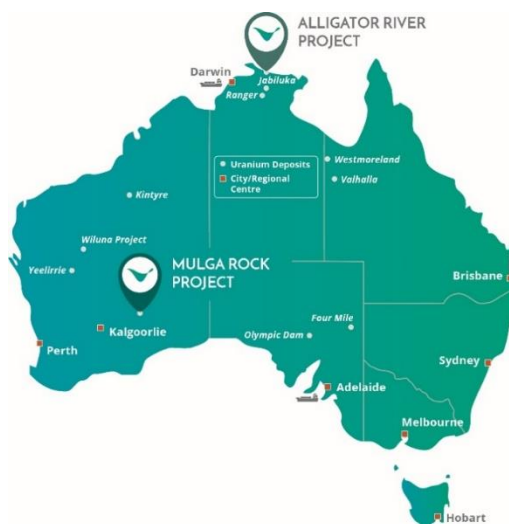 ALLIGATOR RIVER
PROJECT
Darwin
Jabiluka
Ranger
Uranium Deposits
City/Regional
Centre
Westmoreland
Valhalla
Kintyre
Wiluna Project
Yeelirrie
MULGA ROCK
PROJECT
Brisbane
Four Mile
Kalgoorlie
Olympic Dam
Perth
Sydney
Adelaide
Melbourne
Hobart